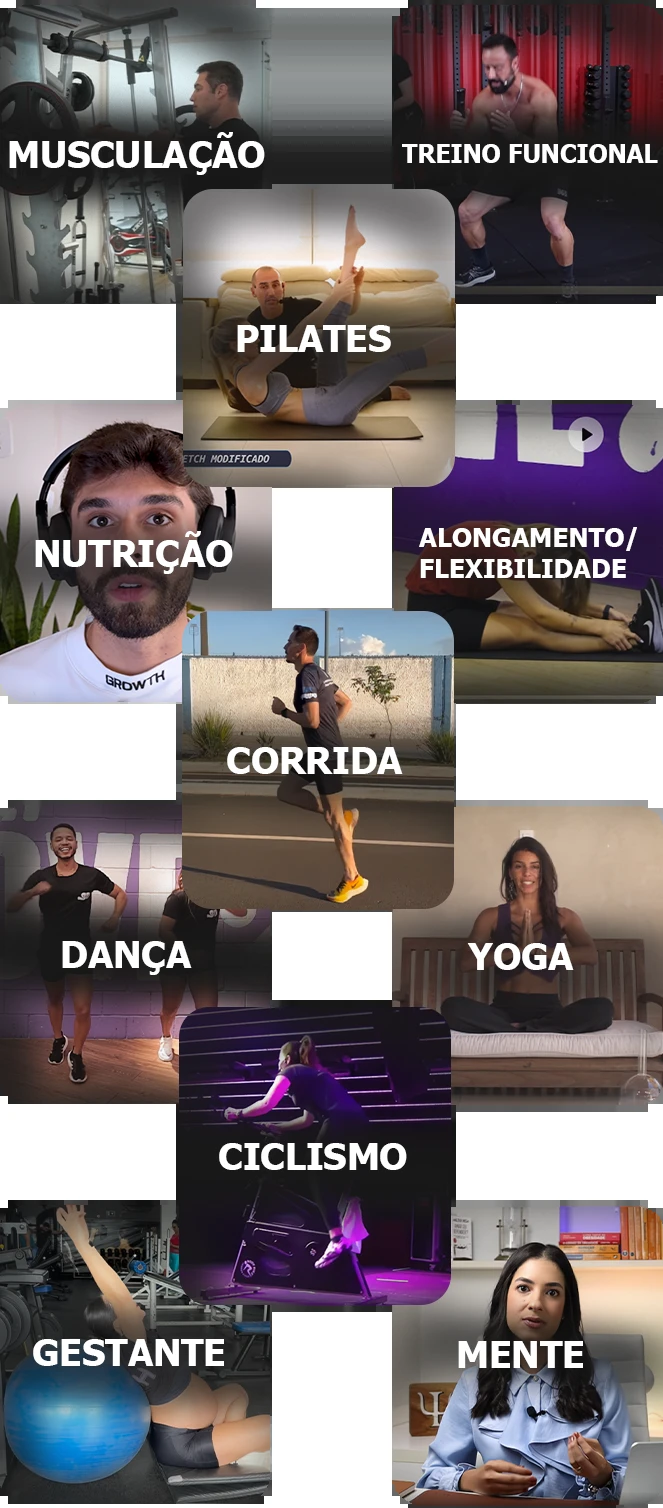 MUSCULAÇÃO
TREINO FUNCIONAL
PILATES
ETCH MODIFICADO
NUTRIÇÃO
GROWTH
ALONGAMENTO/
FLEXIBILIDADE
CORRIDA
DANÇA
YOGA
CICLISMO
GESTANTE
MENTE